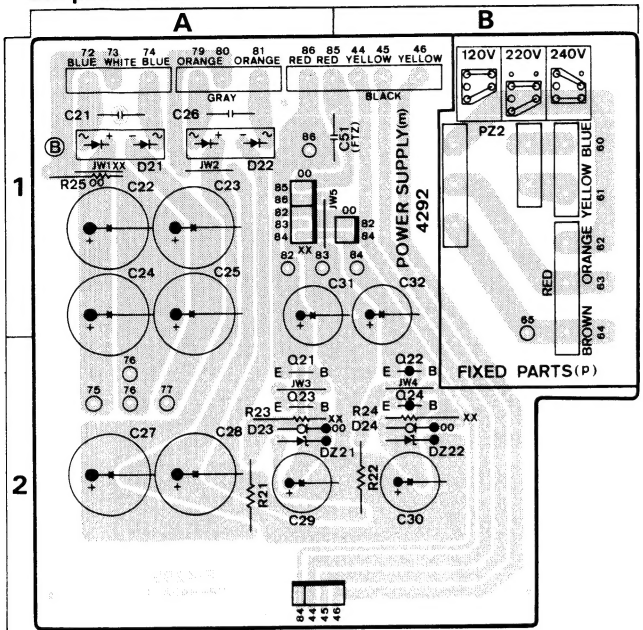 A B
72 73 74 79 80 81 86 85 44 45 46
BLUE WHITE BLUE ORANGE ORANGE RED RED YELLOW YELLOW
GRAY BLACK
120V 220V 240V
PZ2
C21 C26 86 C51 (FTZ)
B
~ + - ~ ~ + - ~
D21 D22
JW1 XX JW2
R25 00
C22 C23
00
85
86
82
83
84
XX
JW5
00
82
84
POWER SUPPLY(m)
4292
BLUE 60
YELLOW 61
ORANGE 62
RED 63
BROWN 64
65
1
82 83 84
C24 C25 C31 C32
FIXED PARTS(P)
76
75 76 77
Q21 Q22
E B E B
JW3 JW4
Q23 Q24
E B E B
R23 XX R24 XX
D23 00 D24 00
DZ21 DZ22
2
C27 C28
R21 R22
C29 C30
84 44 45 46